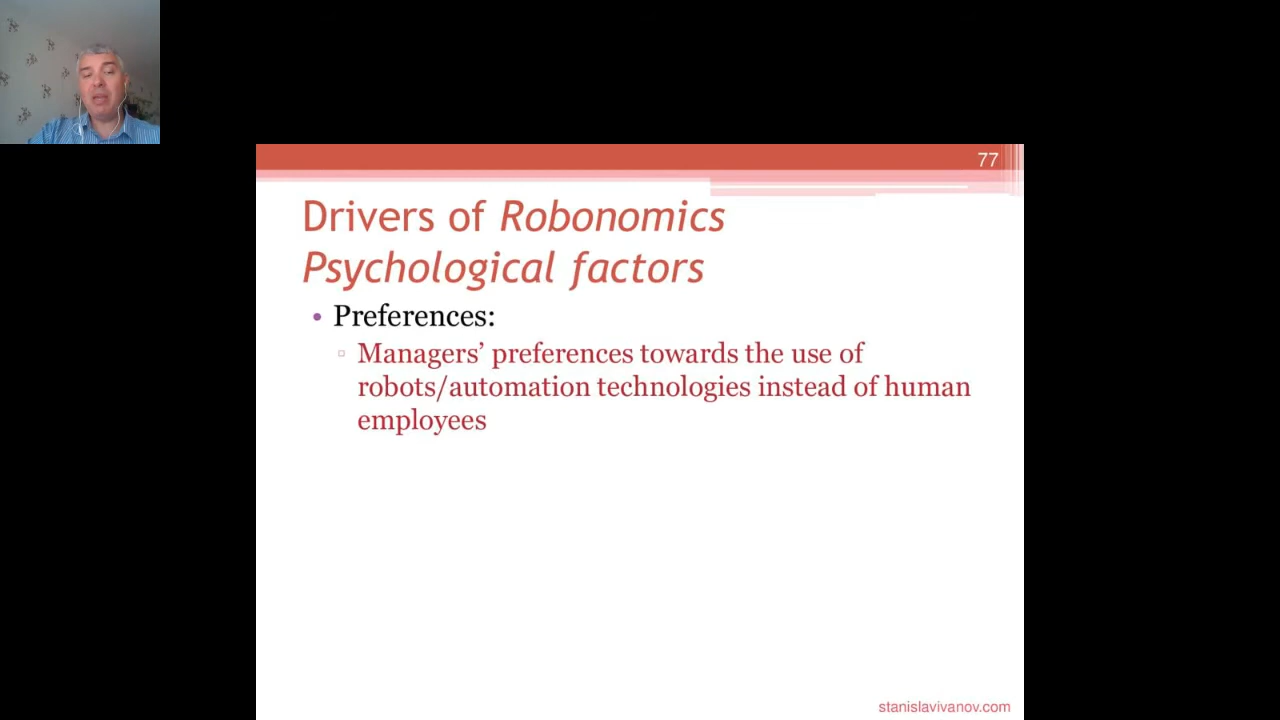 77
Drivers of Robonomics
Psychological factors
• Preferences:
▫ Managers’ preferences towards the use of
robots/automation technologies instead of human
employees
stanislavivanov.com